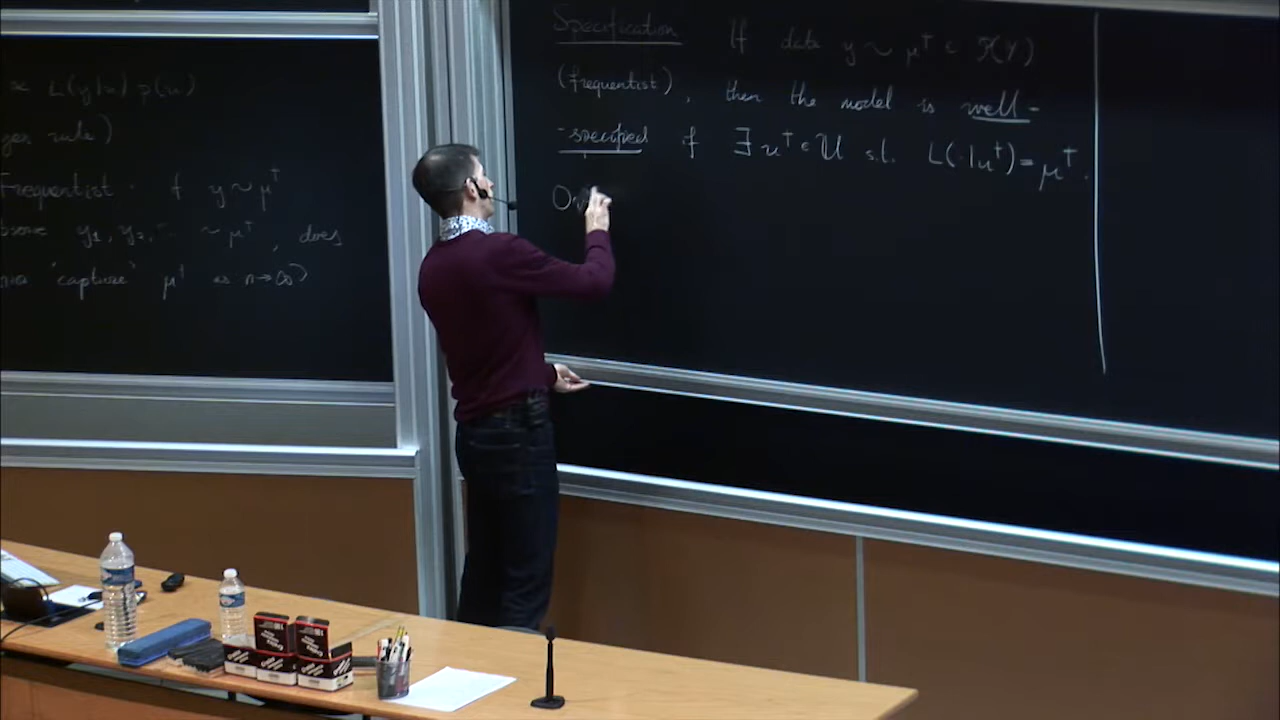 ∝ L(y|u) p(u)
rule)
Frequentist: if y ~ μ†
y₁, y₂, ... ~ μ†, does
'capture' μ† as n→∞)
Specification If data y ~ μ† ∈ P(Y)
(frequentist), then the model is well-
-specified if ∃ u† ∈ U s.t. L(·|u†) = μ†.